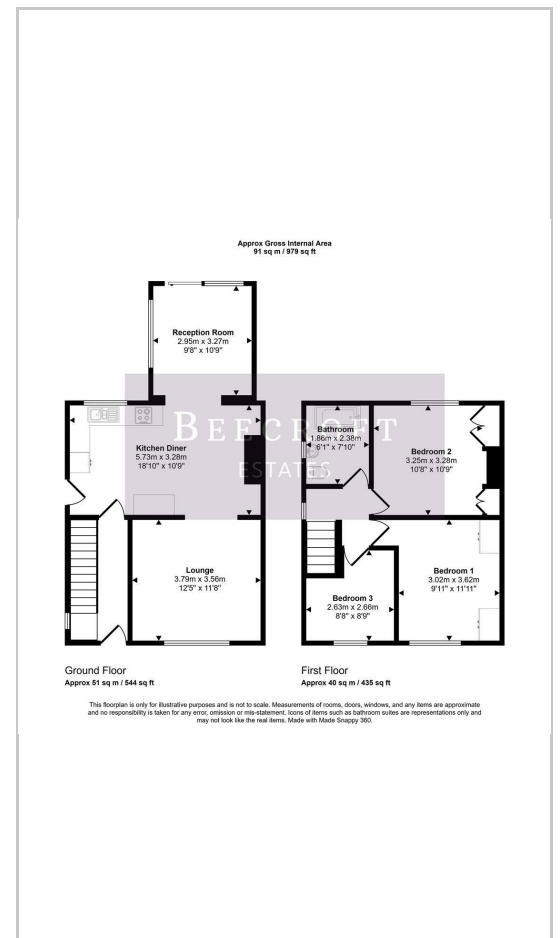 Approx Gross Internal Area
91 sq m / 979 sq ft
Reception Room
2.95m x 3.27m
9'8" x 10'9"
BEECROFT
ESTATES
Kitchen Diner
5.73m x 3.28m
18'10" x 10'9"
Bathroom
1.86m x 2.38m
6'1" x 7'10"
Bedroom 2
3.25m x 3.28m
10'8" x 10'9"
Lounge
3.79m x 3.56m
12'5" x 11'8"
Bedroom 3
2.63m x 2.66m
8'8" x 8'9"
Bedroom 1
3.02m x 3.62m
9'11" x 11'11"
Ground Floor
Approx 51 sq m / 544 sq ft
First Floor
Approx 40 sq m / 435 sq ft
This floorplan is only for illustrative purposes and is not to scale. Measurements of rooms, doors, windows, and any items are approximate
and no responsibility is taken for any error, omission or mis-statement. Icons of items such as bathroom suites are representations only and
may not look like the real items. Made with Made Snappy 360.